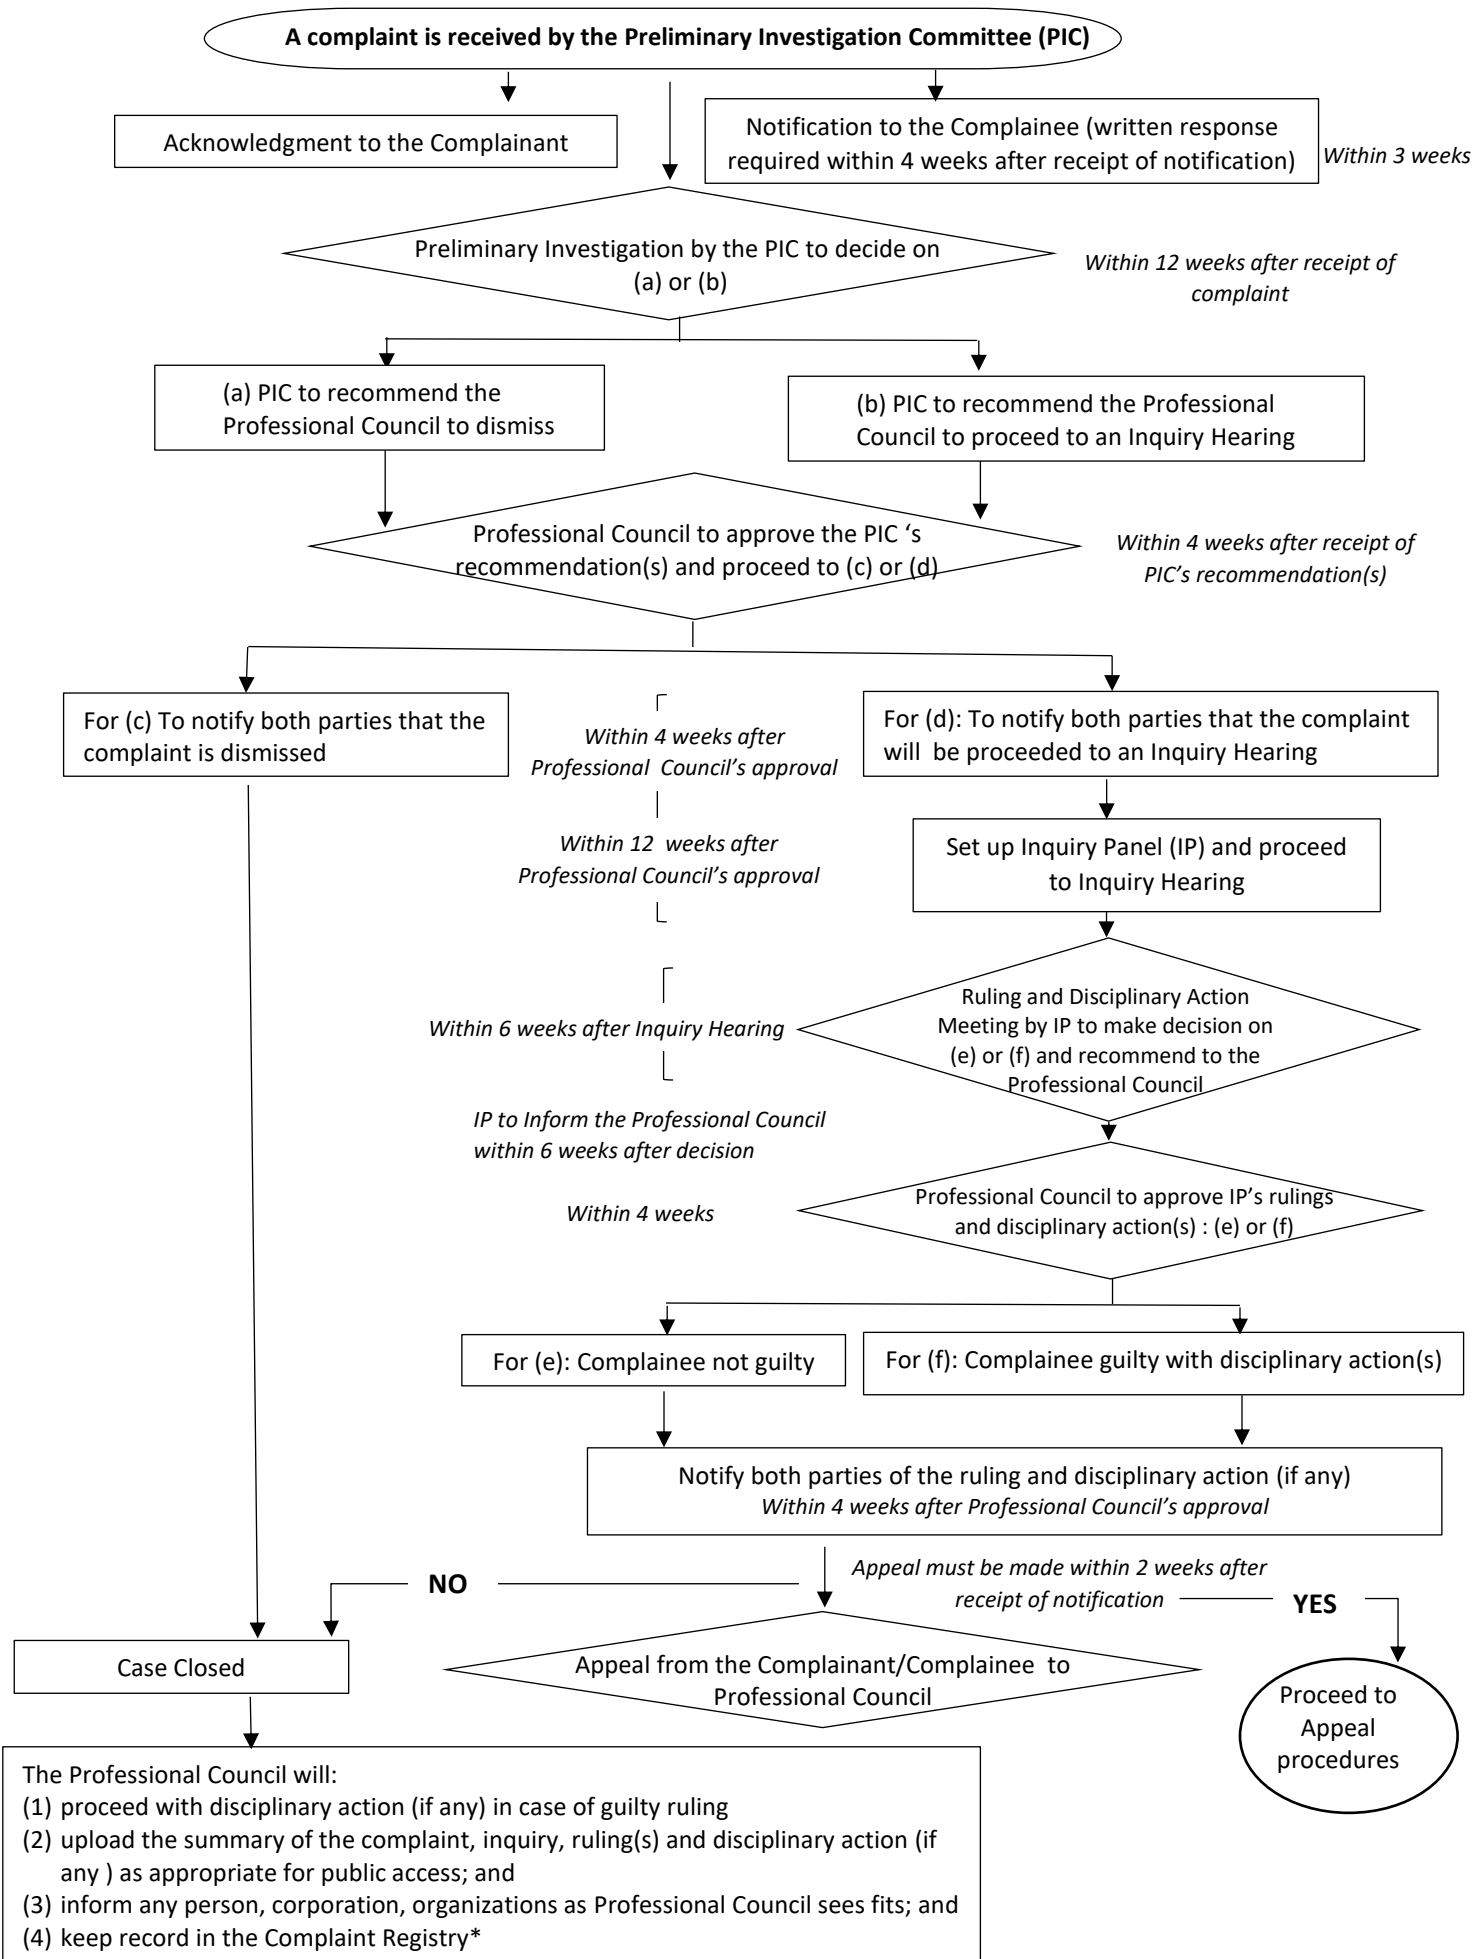 A complaint is received by the Preliminary Investigation Committee (PIC)
Acknowledgment to the Complainant
Notification to the Complainee (written response
required within 4 weeks after receipt of notification)
Within 3 weeks
Preliminary Investigation by the PIC to decide on
(a) or (b)
Within 12 weeks after receipt of
complaint
(a) PIC to recommend the
Professional Council to dismiss
(b) PIC to recommend the Professional
Council to proceed to an Inquiry Hearing
Professional Council to approve the PIC ‘s
recommendation(s) and proceed to (c) or (d)
Within 4 weeks after receipt of
PIC’s recommendation(s)
For (c) To notify both parties that the
complaint is dismissed
Within 4 weeks after
Professional Council’s approval
For (d): To notify both parties that the complaint
will be proceeded to an Inquiry Hearing
Within 12 weeks after
Professional Council’s approval
Set up Inquiry Panel (IP) and proceed
to Inquiry Hearing
Within 6 weeks after Inquiry Hearing
Ruling and Disciplinary Action
Meeting by IP to make decision on
(e) or (f) and recommend to the
Professional Council
IP to Inform the Professional Council
within 6 weeks after decision
Within 4 weeks
Professional Council to approve IP’s rulings
and disciplinary action(s) : (e) or (f)
For (e): Complainee not guilty
For (f): Complainee guilty with disciplinary action(s)
Notify both parties of the ruling and disciplinary action (if any)
Within 4 weeks after Professional Council’s approval
Appeal must be made within 2 weeks after
receipt of notification
NO
YES
Case Closed
Appeal from the Complainant/Complainee to
Professional Council
Proceed to
Appeal
procedures
The Professional Council will:
(1) proceed with disciplinary action (if any) in case of guilty ruling
(2) upload the summary of the complaint, inquiry, ruling(s) and disciplinary action (if
any ) as appropriate for public access; and
(3) inform any person, corporation, organizations as Professional Council sees fits; and
(4) keep record in the Complaint Registry*